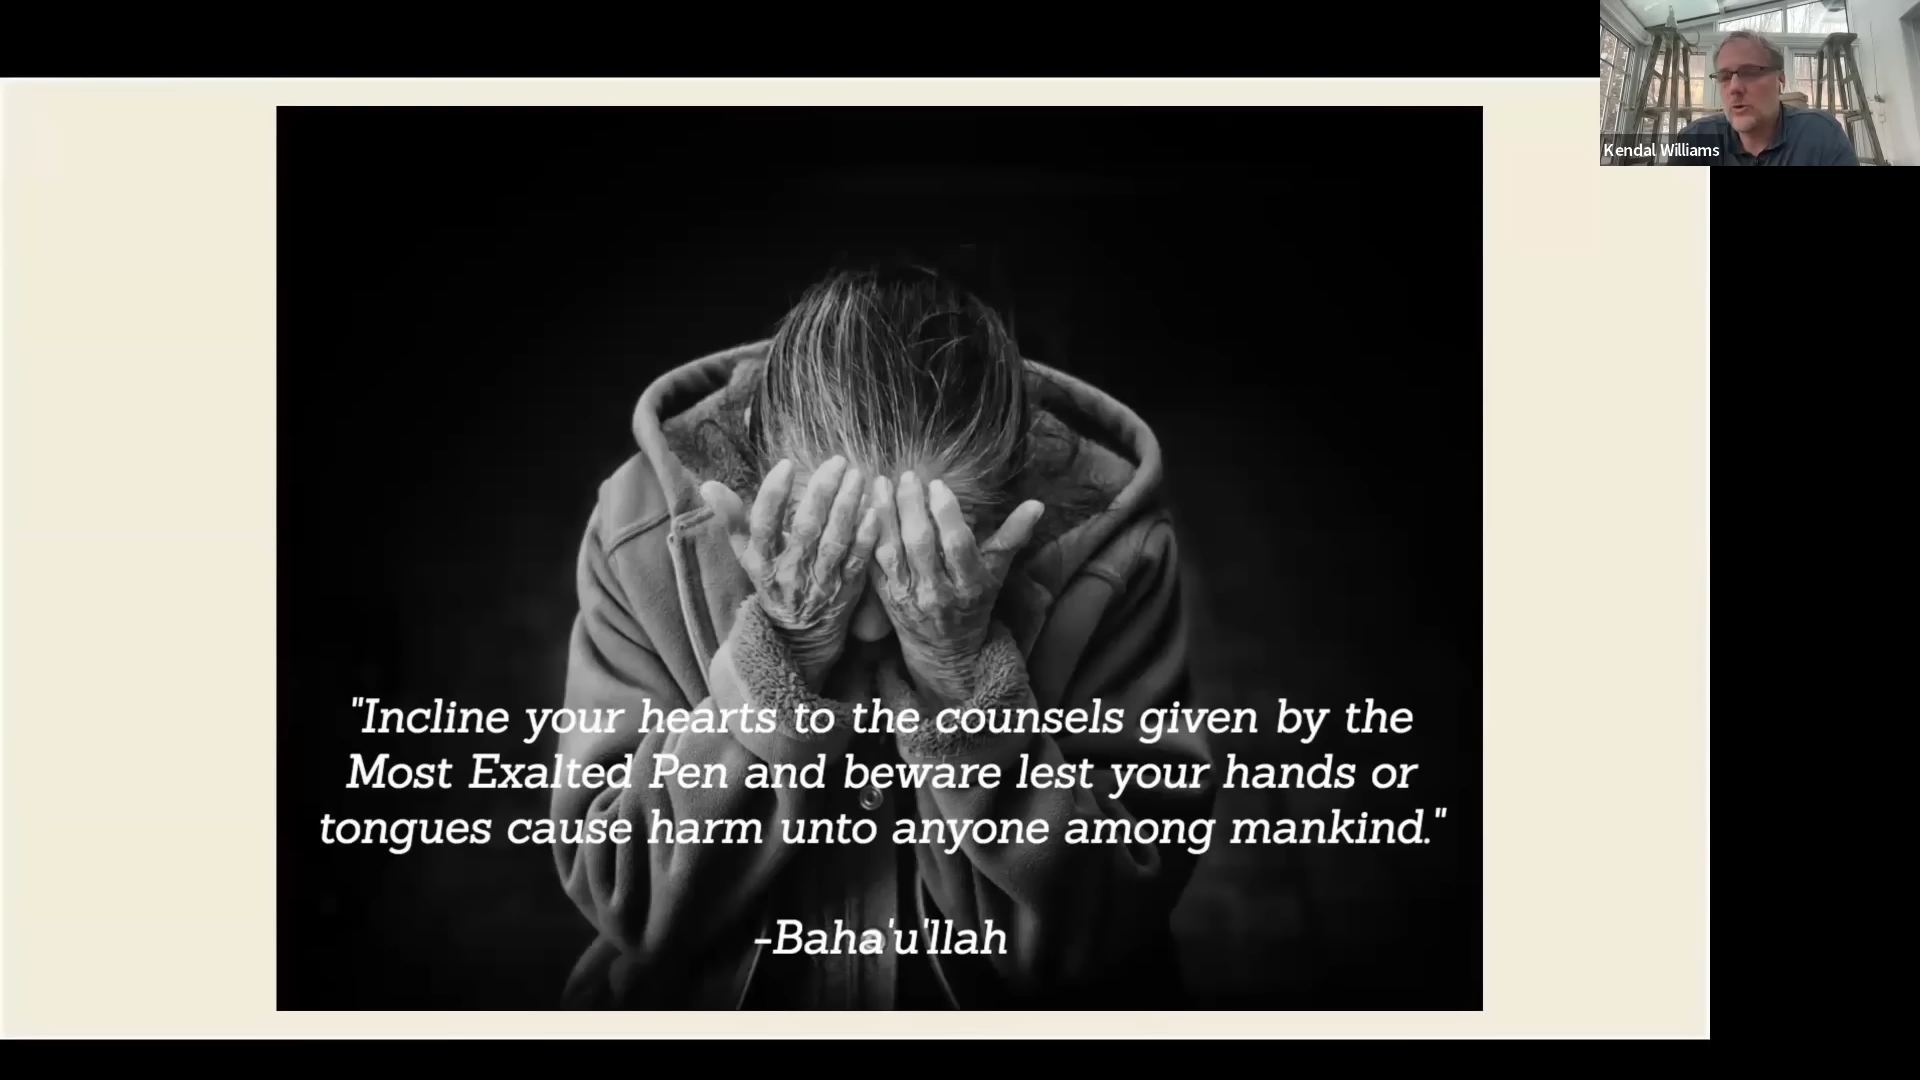 Kendal Williams
"Incline your hearts to the counsels given by the
Most Exalted Pen and beware lest your hands or
tongues cause harm unto anyone among mankind."
-Baha'u'llah